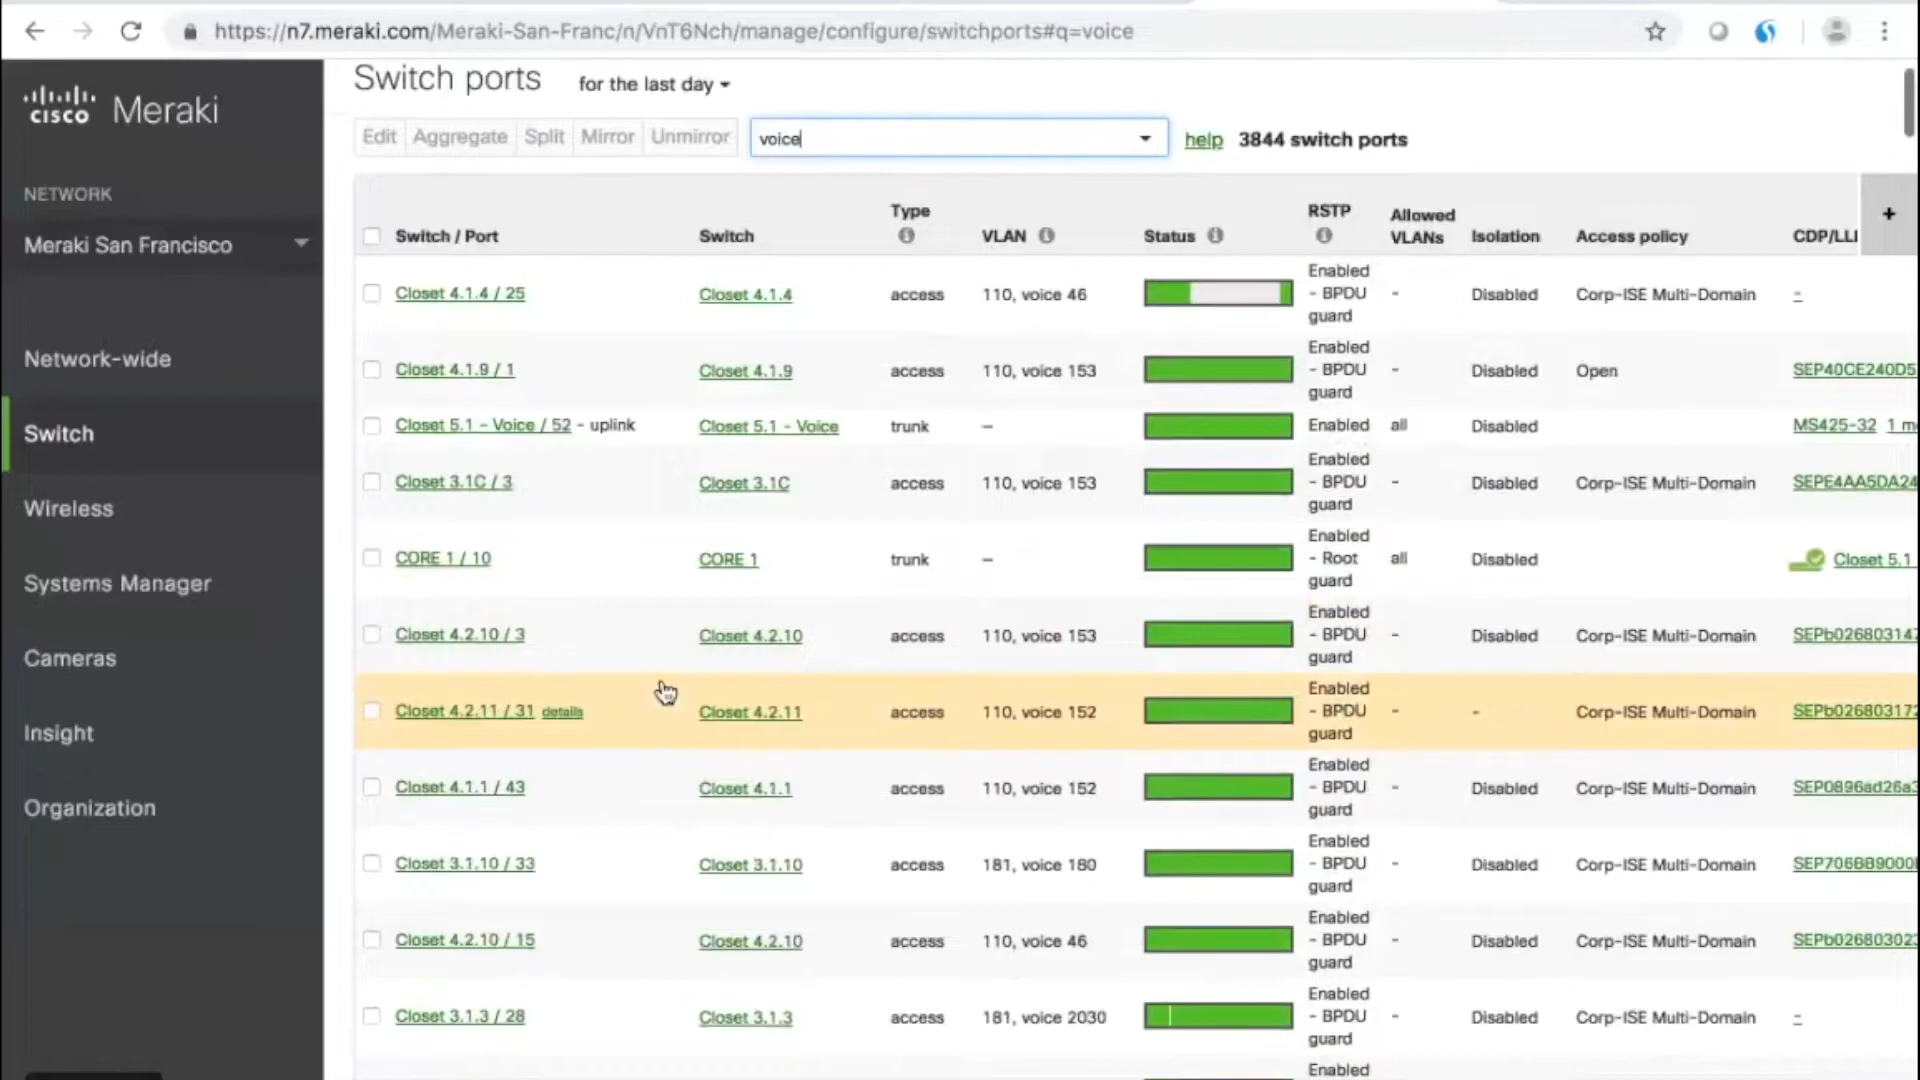 https://n7.meraki.com/Meraki-San-Franc/n/VnT6Nch/manage/configure/switchports#q=voice
CISCO Meraki
NETWORK
Meraki San Francisco
Network-wide
Switch
Wireless
Systems Manager
Cameras
Insight
Organization
Switch ports for the last day
Edit Aggregate Split Mirror Unmirror voice help 3844 switch ports
Switch / Port Switch Type VLAN Status RSTP Allowed VLANs Isolation Access policy CDP/LLI +
Closet 4.1.4 / 25 Closet 4.1.4 access 110, voice 46 Enabled - BPDU guard - Disabled Corp-ISE Multi-Domain -
Closet 4.1.9 / 1 Closet 4.1.9 access 110, voice 153 Enabled - BPDU guard - Disabled Open SEP40CE240D5
Closet 5.1 - Voice / 52 - uplink Closet 5.1 - Voice trunk – Enabled all Disabled MS425-32 1 m
Closet 3.1C / 3 Closet 3.1C access 110, voice 153 Enabled - BPDU guard - Disabled Corp-ISE Multi-Domain SEPE4AA5DA24
CORE 1 / 10 CORE 1 trunk – Enabled - Root guard all Disabled Closet 5.1
Closet 4.2.10 / 3 Closet 4.2.10 access 110, voice 153 Enabled - BPDU guard - Disabled Corp-ISE Multi-Domain SEPb02680314
Closet 4.2.11 / 31 details Closet 4.2.11 access 110, voice 152 Enabled - BPDU guard - - Corp-ISE Multi-Domain SEPb026803172
Closet 4.1.1 / 43 Closet 4.1.1 access 110, voice 152 Enabled - BPDU guard - Disabled Corp-ISE Multi-Domain SEP0896ad26a3
Closet 3.1.10 / 33 Closet 3.1.10 access 181, voice 180 Enabled - BPDU guard - Disabled Corp-ISE Multi-Domain SEP706BB9000
Closet 4.2.10 / 15 Closet 4.2.10 access 110, voice 46 Enabled - BPDU guard - Disabled Corp-ISE Multi-Domain SEPb02680302
Closet 3.1.3 / 28 Closet 3.1.3 access 181, voice 2030 Enabled - BPDU guard - Disabled Corp-ISE Multi-Domain -
Enabled